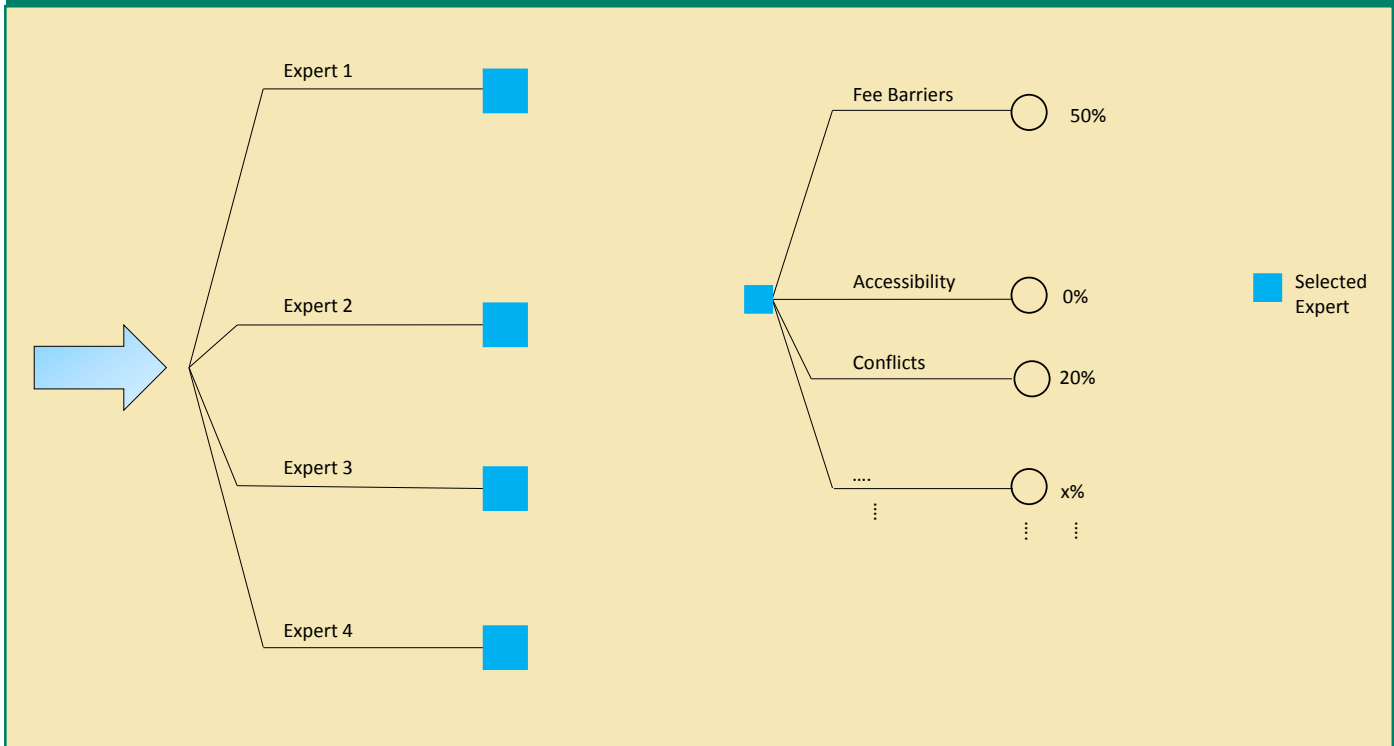 Expert 1
Expert 2
Expert 3
Expert 4
Fee Barriers
50%
Accessibility
0%
Conflicts
20%
....
x%
Selected
Expert